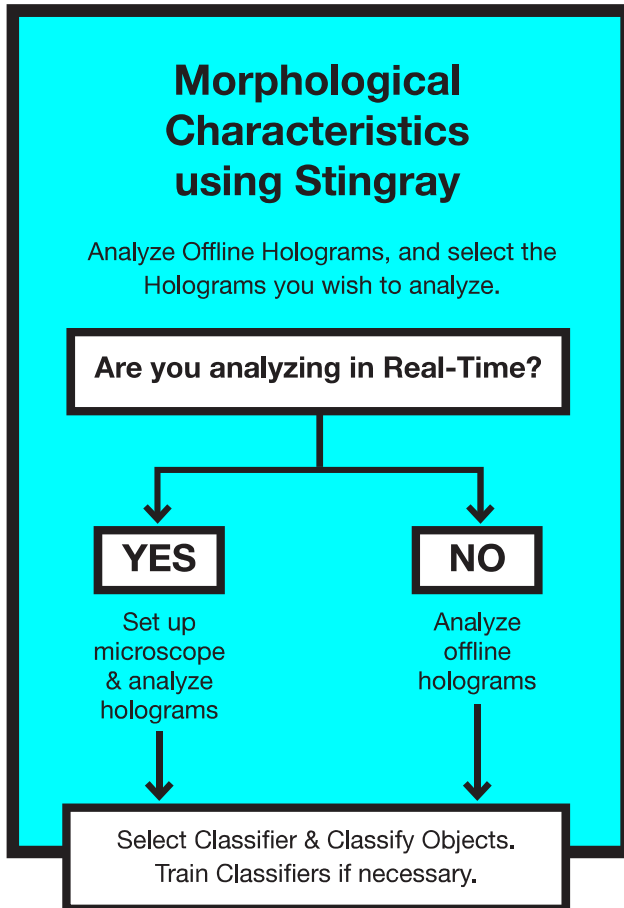 Morphological
Characteristics
using Stingray
Analyze Offline Holograms, and select the
Holograms you wish to analyze.
Are you analyzing in Real-Time?
YES
Set up
microscope
& analyze
holograms
NO
Analyze
offline
holograms
Select Classifier & Classify Objects.
Train Classifiers if necessary.